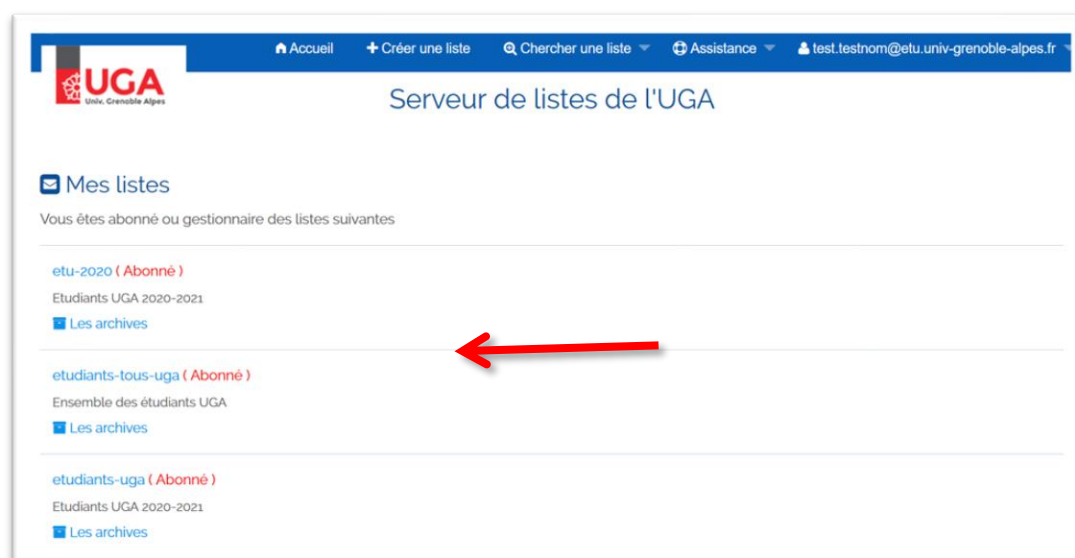 Accueil + Créer une liste Chercher une liste Assistance test.testnom@etu.univ-grenoble-alpes.fr
UGA
Univ. Grenoble Alpes
Serveur de listes de l'UGA
Mes listes
Vous êtes abonné ou gestionnaire des listes suivantes
etu-2020 ( Abonné )
Etudiants UGA 2020-2021
Les archives
etudiants-tous-uga ( Abonné )
Ensemble des étudiants UGA
Les archives
etudiants-uga ( Abonné )
Etudiants UGA 2020-2021
Les archives